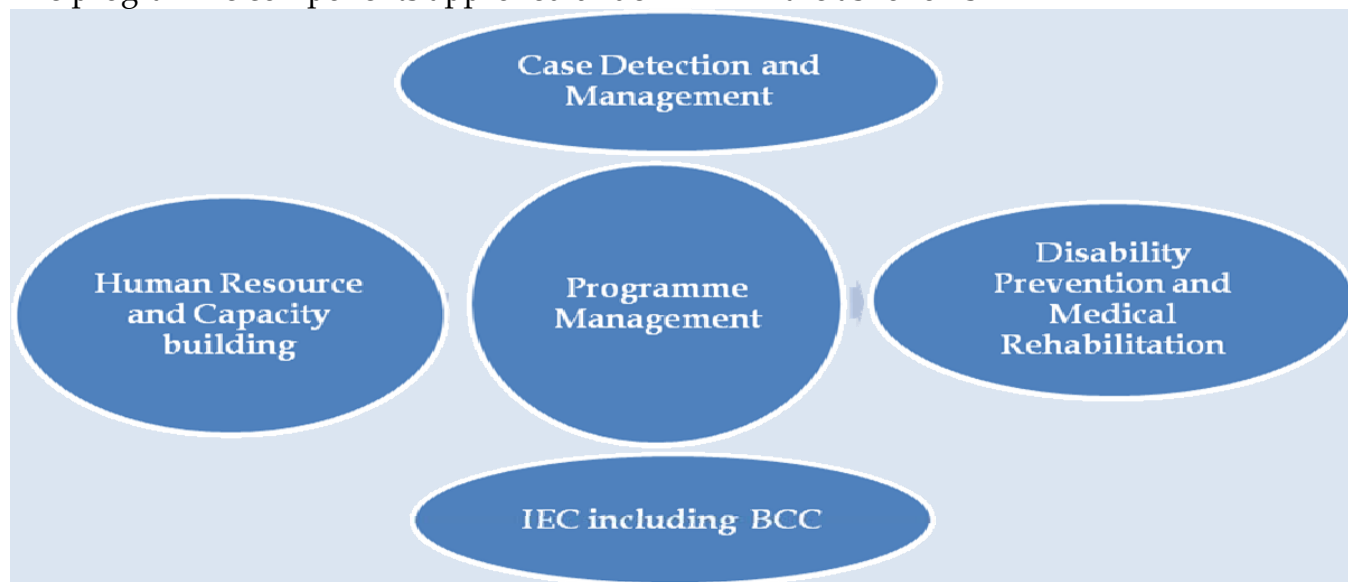 Case Detection and
Management
Human Resource
and Capacity
building
Programme
Management
Disability
Prevention and
Medical
Rehabilitation
IEC including BCC